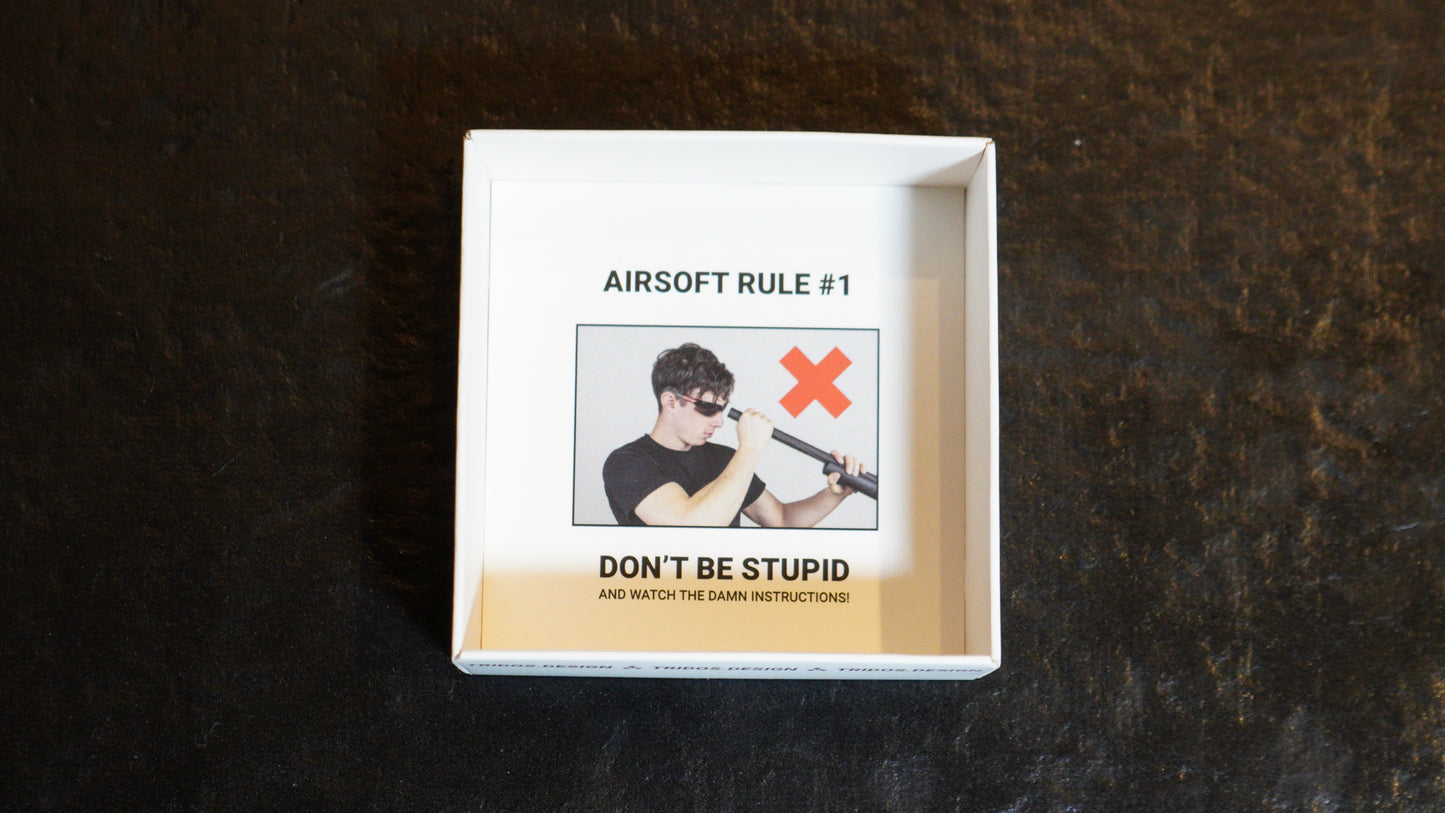 AIRSOFT RULE #1
DON’T BE STUPID
AND WATCH THE DAMN INSTRUCTIONS!
TRIDOS.DESIGN TRIDOS.DESIGN TRIDOS.DESIGN